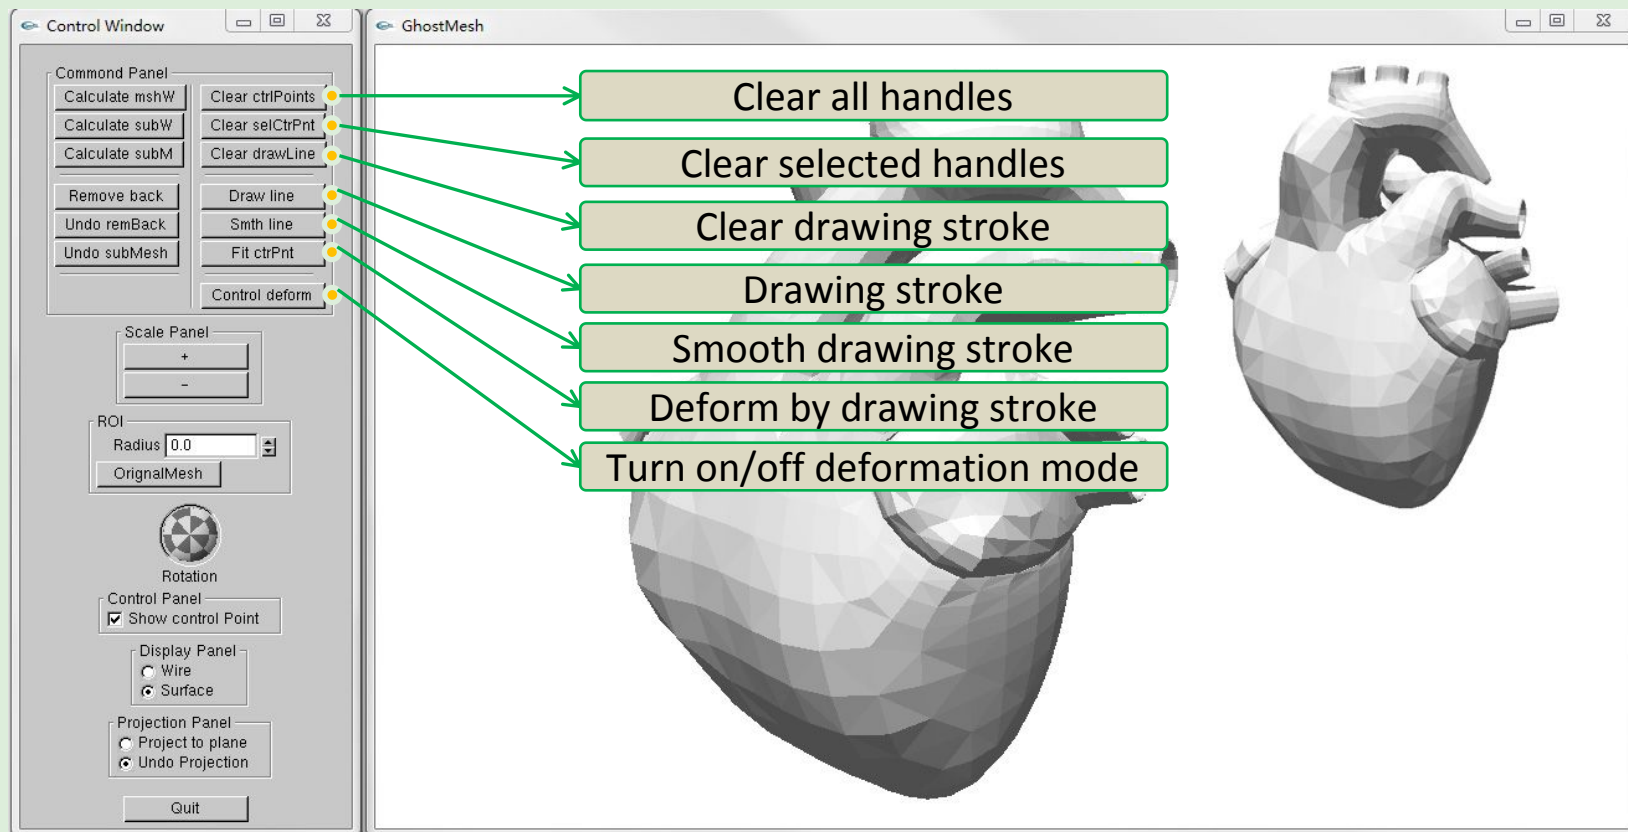 Control Window
Commond Panel
Calculate mshW
Clear ctrlPoints
Calculate subW
Clear selCtrPnt
Calculate subM
Clear drawLine
Remove back
Draw line
Undo remBack
Smth line
Undo subMesh
Fit ctrPnt
Control deform
Scale Panel
+
-
ROI
Radius 0.0
OrignalMesh
Rotation
Control Panel
Show control Point
Display Panel
Wire
Surface
Projection Panel
Project to plane
Undo Projection
Quit
GhostMesh
Clear all handles
Clear selected handles
Clear drawing stroke
Drawing stroke
Smooth drawing stroke
Deform by drawing stroke
Turn on/off deformation mode